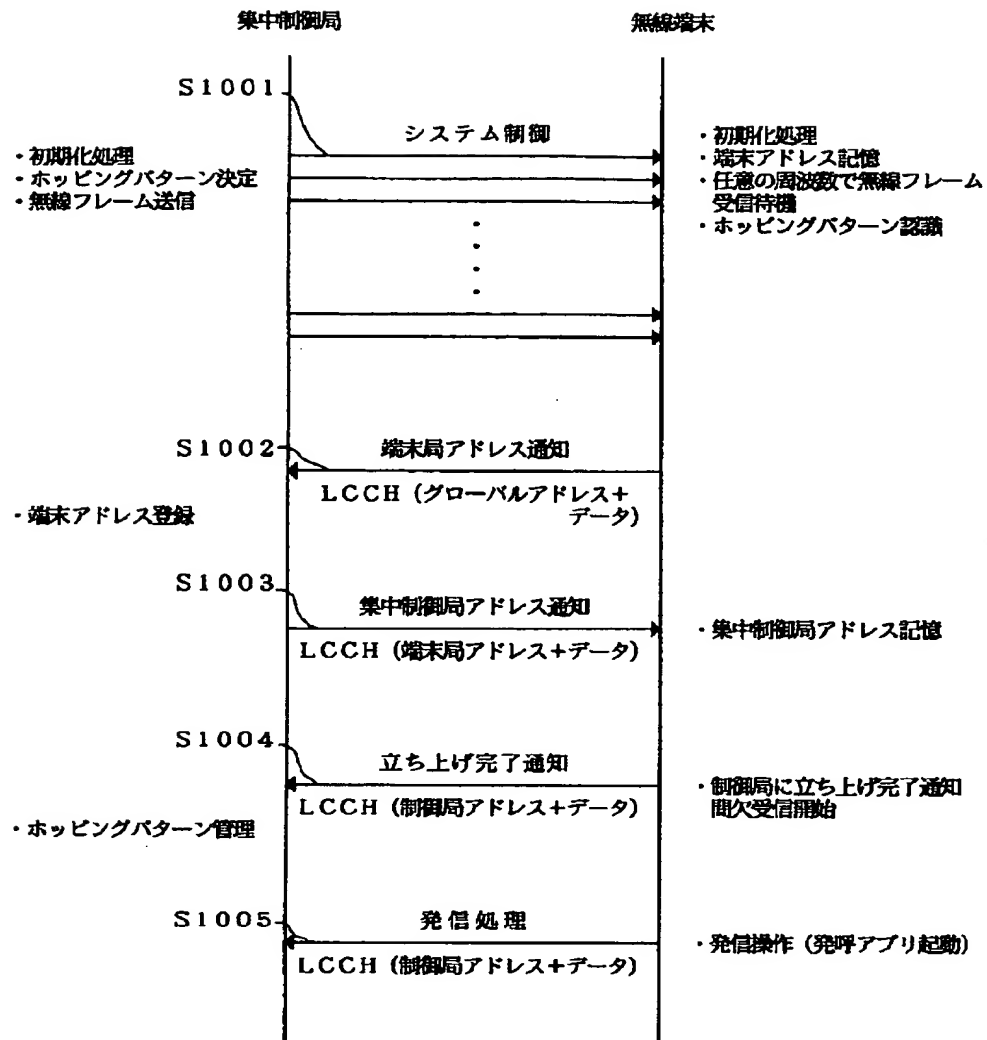 集中制御局
無線端末
S1001
システム制御
・初期化処理
・ホッピングパターン決定
・無線フレーム送信
・初期化処理
・端末アドレス記憶
・任意の周波数で無線フレーム
受信待機
・ホッピングパターン認識
S1002
端末局アドレス通知
LCCH (グローバルアドレス+
データ)
・端末アドレス登録
S1003
集中制御局アドレス通知
LCCH (端末局アドレス+データ)
・集中制御局アドレス記憶
S1004
立ち上げ完了通知
LCCH (制御局アドレス+データ)
・制御局に立ち上げ完了通知
間欠受信開始
・ホッピングパターン管理
S1005
発信処理
LCCH (制御局アドレス+データ)
・発信操作 (発呼アプリ起動)